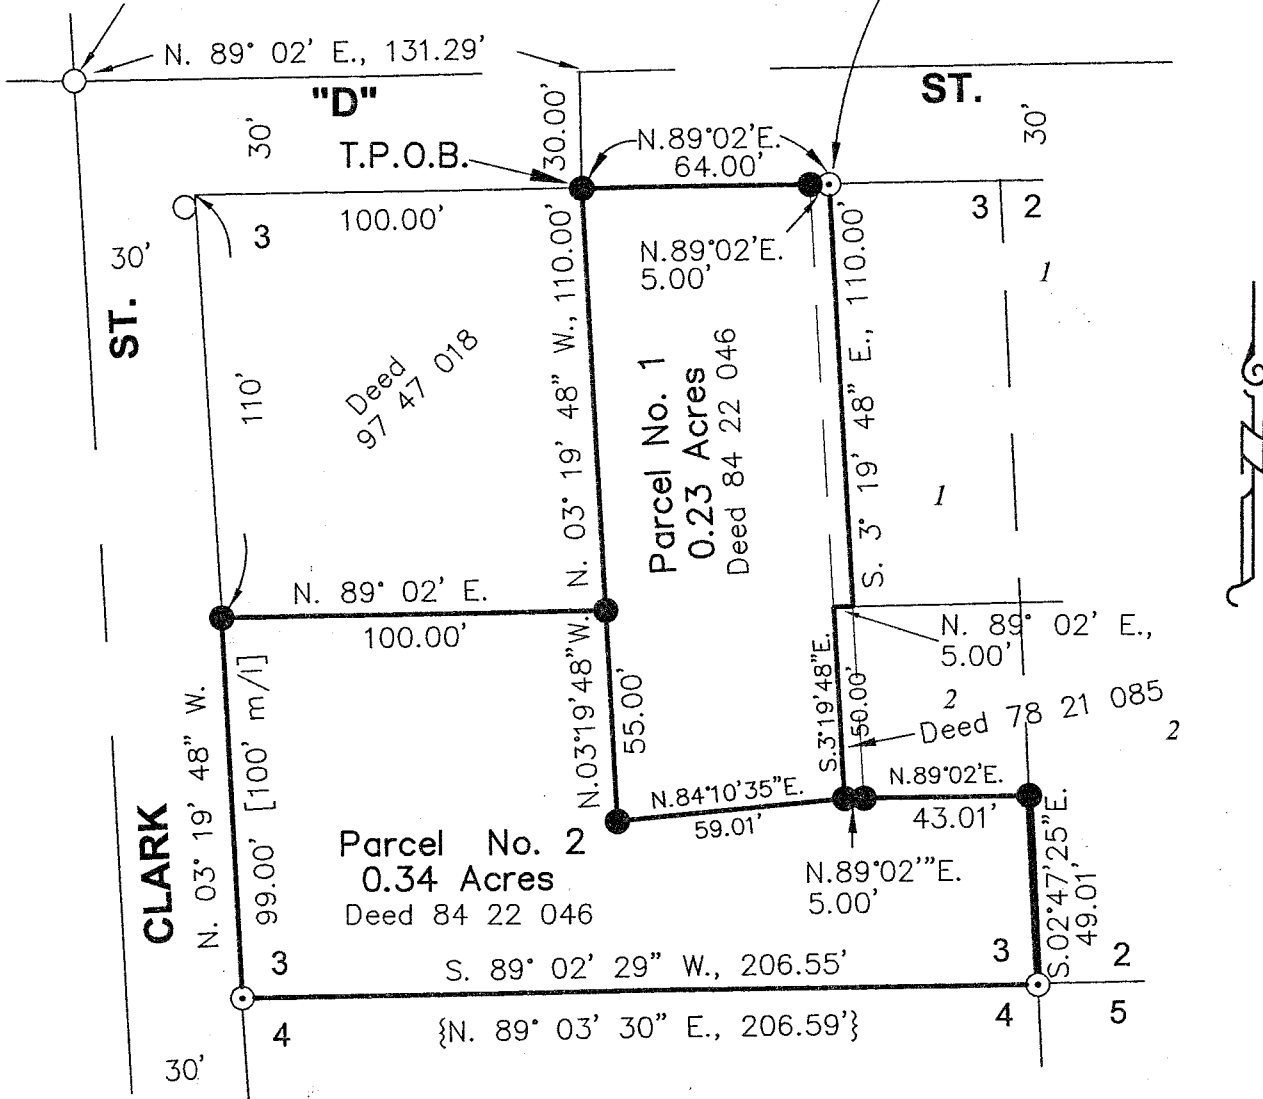 N. 89° 02' E., 131.29'
"D"
ST.
30'
30.00'
30'
T.P.O.B.
N.89°02'E.
64.00'
100.00'
3
3
2
30'
N.89°02'E.
5.00'
1
ST.
110'
Deed
97 47 018
N. 03° 19' 48" W., 110.00'
Parcel No. 1
0.23 Acres
Deed 84 22 046
S. 3° 19' 48" E., 110.00'
1
N. 89° 02' E.
100.00'
N. 89° 02' E.,
5.00'
N. 03° 19' 48" W.
99.00' [100' m/l]
N.03°19'48"W.
55.00'
S.3°19'48"E.
50.00'
2
Deed 78 21 085
2
N.84°10'35"E.
59.01'
N.89°02'E.
43.01'
CLARK
Parcel No. 2
0.34 Acres
Deed 84 22 046
N.89°02'"E.
5.00'
S.02°47'25"E.
49.01'
3
S. 89° 02' 29" W., 206.55'
3
2
4
{N. 89° 03' 30" E., 206.59'}
4
5
30'